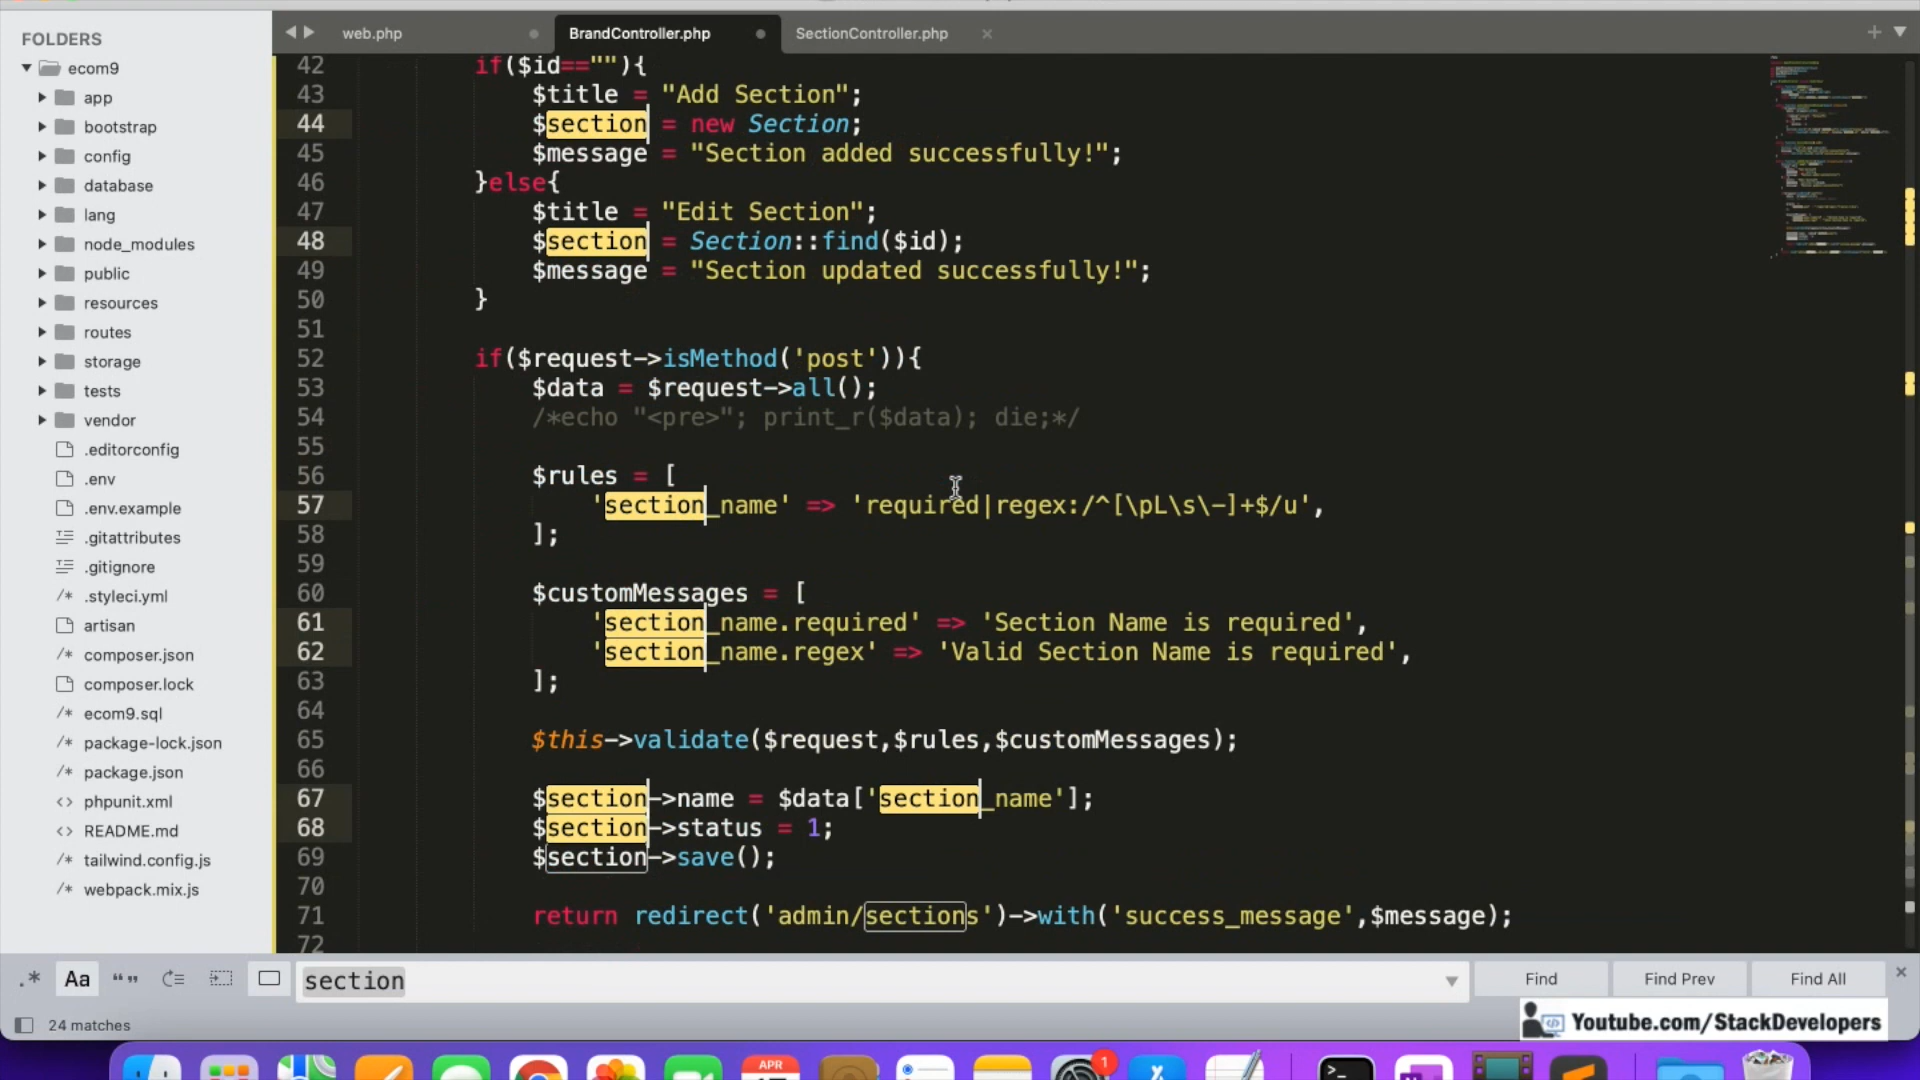 FOLDERS
ecom9
app
bootstrap
config
database
lang
node_modules
public
resources
routes
storage
tests
vendor
.editorconfig
.env
.env.example
.gitattributes
.gitignore
/* .styleci.yml
artisan
/* composer.json
composer.lock
/* ecom9.sql
/* package-lock.json
/* package.json
<> phpunit.xml
<> README.md
/* tailwind.config.js
/* webpack.mix.js
web.php
BrandController.php
SectionController.php
42 if($id==""){
43 $title = "Add Section";
44 $section = new Section;
45 $message = "Section added successfully!";
46 }else{
47 $title = "Edit Section";
48 $section = Section::find($id);
49 $message = "Section updated successfully!";
50 }
51
52 if($request->isMethod('post')){
53 $data = $request->all();
54 /*echo "<pre>"; print_r($data); die;*/
55
56 $rules = [
57 'section_name' => 'required|regex:/^[\pL\s\-]+$/u',
58 ];
59
60 $customMessages = [
61 'section_name.required' => 'Section Name is required',
62 'section_name.regex' => 'Valid Section Name is required',
63 ];
64
65 $this->validate($request,$rules,$customMessages);
66
67 $section->name = $data['section_name'];
68 $section->status = 1;
69 $section->save();
70
71 return redirect('admin/sections')->with('success_message',$message);
72
.* Aa “” section Find Find Prev Find All
24 matches
Youtube.com/StackDevelopers
APR
1